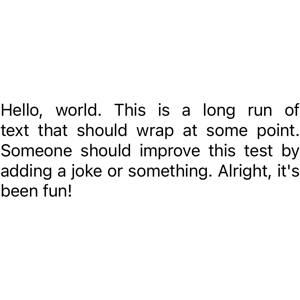 Hello, world. This is a long run of
text that should wrap at some point.
Someone should improve this test by
adding a joke or something. Alright, it's
been fun!